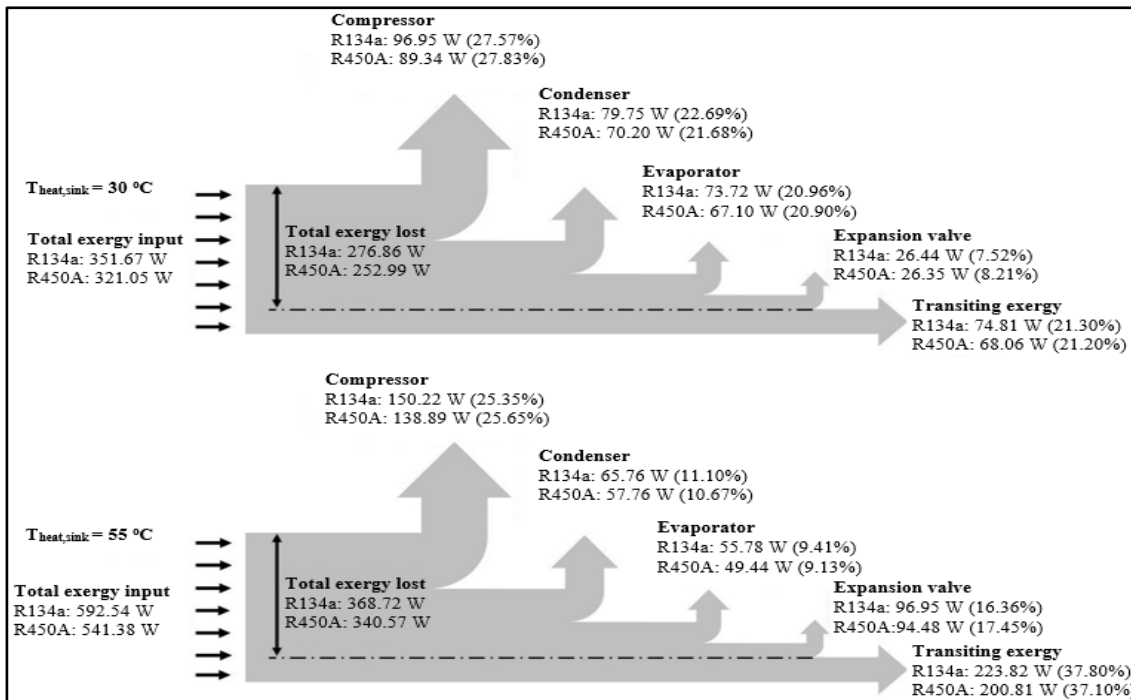 Compressor
R134a: 96.95 W (27.57%)
R450A: 89.34 W (27.83%)
Condenser
R134a: 79.75 W (22.69%)
R450A: 70.20 W (21.68%)
Evaporator
R134a: 73.72 W (20.96%)
R450A: 67.10 W (20.90%)
Expansion valve
R134a: 26.44 W (7.52%)
R450A: 26.35 W (8.21%)
Transiting exergy
R134a: 74.81 W (21.30%)
R450A: 68.06 W (21.20%)
Theat,sink = 30 ºC
Total exergy input
R134a: 351.67 W
R450A: 321.05 W
Total exergy lost
R134a: 276.86 W
R450A: 252.99 W
Compressor
R134a: 150.22 W (25.35%)
R450A: 138.89 W (25.65%)
Condenser
R134a: 65.76 W (11.10%)
R450A: 57.76 W (10.67%)
Evaporator
R134a: 55.78 W (9.41%)
R450A: 49.44 W (9.13%)
Expansion valve
R134a: 96.95 W (16.36%)
R450A:94.48 W (17.45%)
Transiting exergy
R134a: 223.82 W (37.80%)
R450A: 200.81 W (37.10%)
Theat,sink = 55 ºC
Total exergy input
R134a: 592.54 W
R450A: 541.38 W
Total exergy lost
R134a: 368.72 W
R450A: 340.57 W